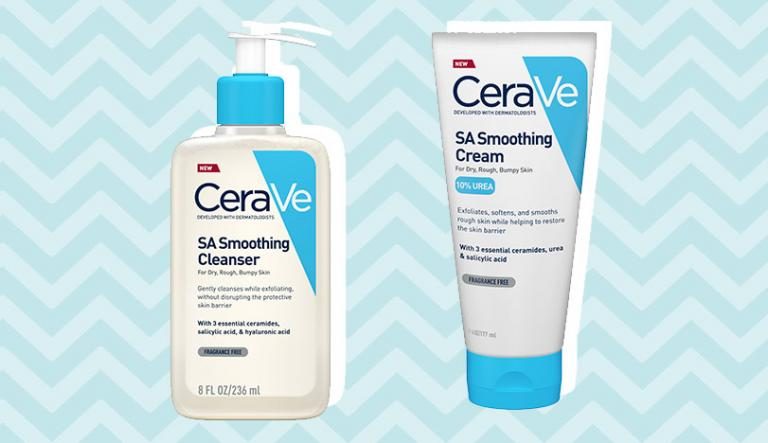 NEW
CeraVe
DEVELOPED WITH DERMATOLOGISTS
SA Smoothing
Cleanser
For Dry, Rough, Bumpy Skin
Gently cleanses while exfoliating,
without disrupting the protective
skin barrier
With 3 essential ceramides,
salicylic acid, & hyaluronic acid
FRAGRANCE FREE
8 FL OZ/236 ml
NEW
CeraVe
DEVELOPED WITH DERMATOLOGISTS
SA Smoothing
Cream
For Dry, Rough, Bumpy Skin
10% UREA
Exfoliates, softens, and smooths
rough skin while helping to restore
the skin barrier
With 3 essential ceramides, urea
& salicylic acid
FRAGRANCE FREE
ml